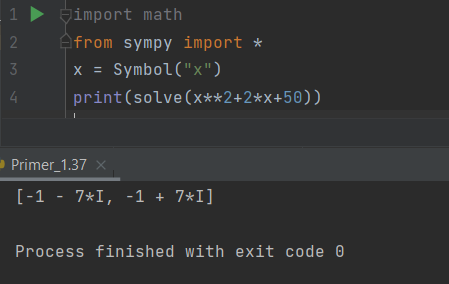 1 import math
2 from sympy import *
3 x = Symbol("x")
4 print(solve(x**2+2*x+50))
Primer_1.37 ×
[-1 - 7*I, -1 + 7*I]
Process finished with exit code 0